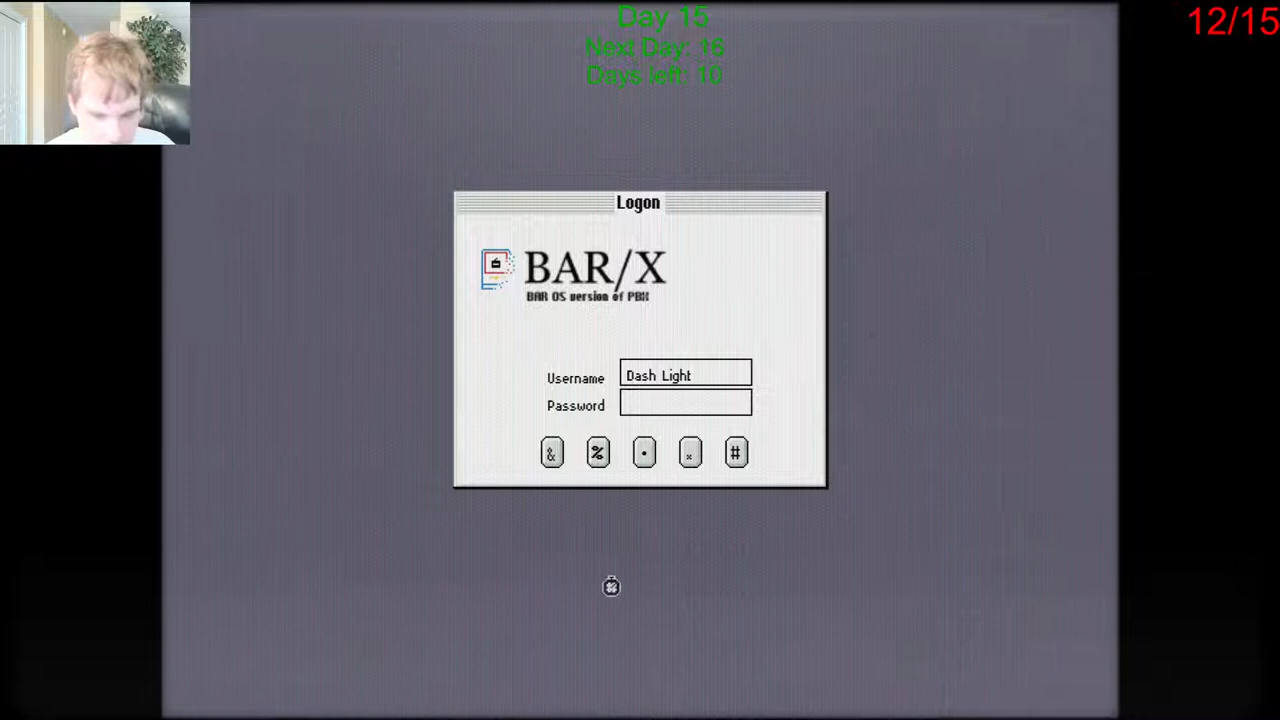 Day 15
Next Day: 16
Days left: 10
12/15
Logon
BAR/X
BAR OS version of PBX
Username
Dash Light
Password
& % • × #